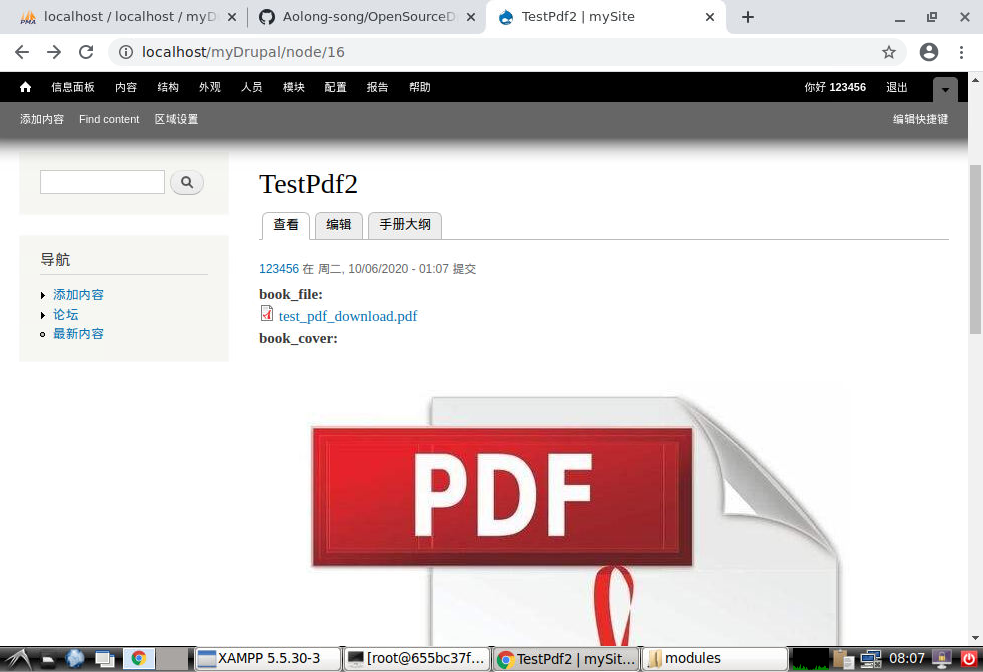 localhost / localhost / myD
Aolong-song/OpenSourceD
TestPdf2 | mySite
localhost/myDrupal/node/16
信息面板 内容 结构 外观 人员 模块 配置 报告 帮助 你好 123456 退出
添加内容 Find content 区域设置 编辑快捷键
TestPdf2
查看 编辑 手册大纲
导航
添加内容
论坛
最新内容
123456 在 周二, 10/06/2020 - 01:07 提交
book_file:
test_pdf_download.pdf
book_cover:
PDF
XAMPP 5.5.30-3 [root@655bc37f... TestPdf2 | mySit... modules 08:07